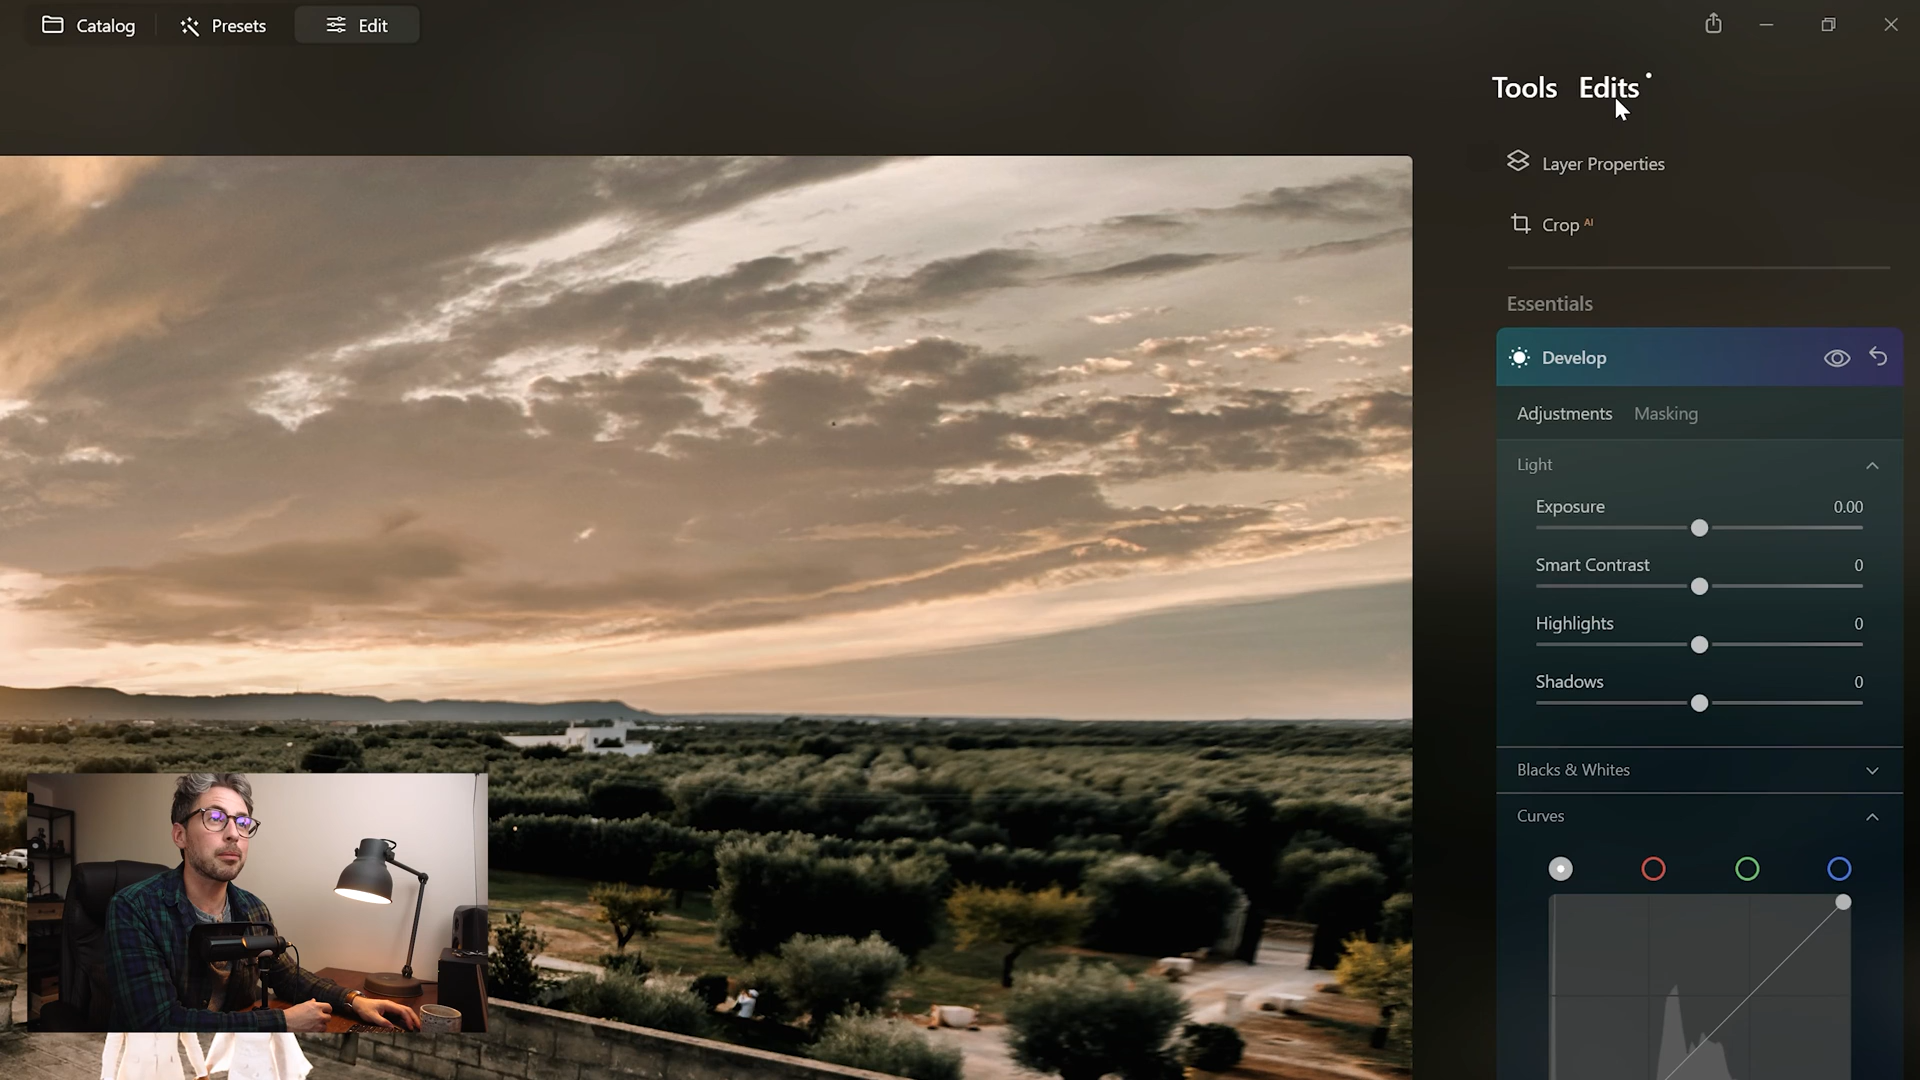 Catalog
Presets
Edit
Tools Edits
Layer Properties
Crop AI
Essentials
Develop
Adjustments Masking
Light
Exposure 0.00
Smart Contrast 0
Highlights 0
Shadows 0
Blacks & Whites
Curves